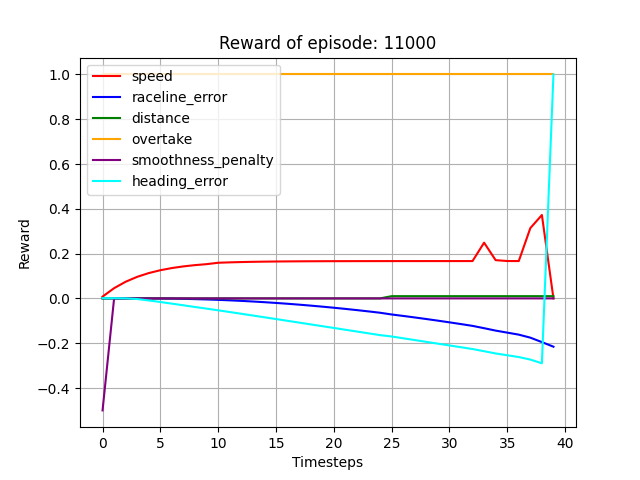 Reward of episode: 11000
Reward
1.0
0.8
0.6
0.4
0.2
0.0
−0.2
−0.4
speed
raceline_error
distance
overtake
smoothness_penalty
heading_error
0 5 10 15 20 25 30 35 40
Timesteps